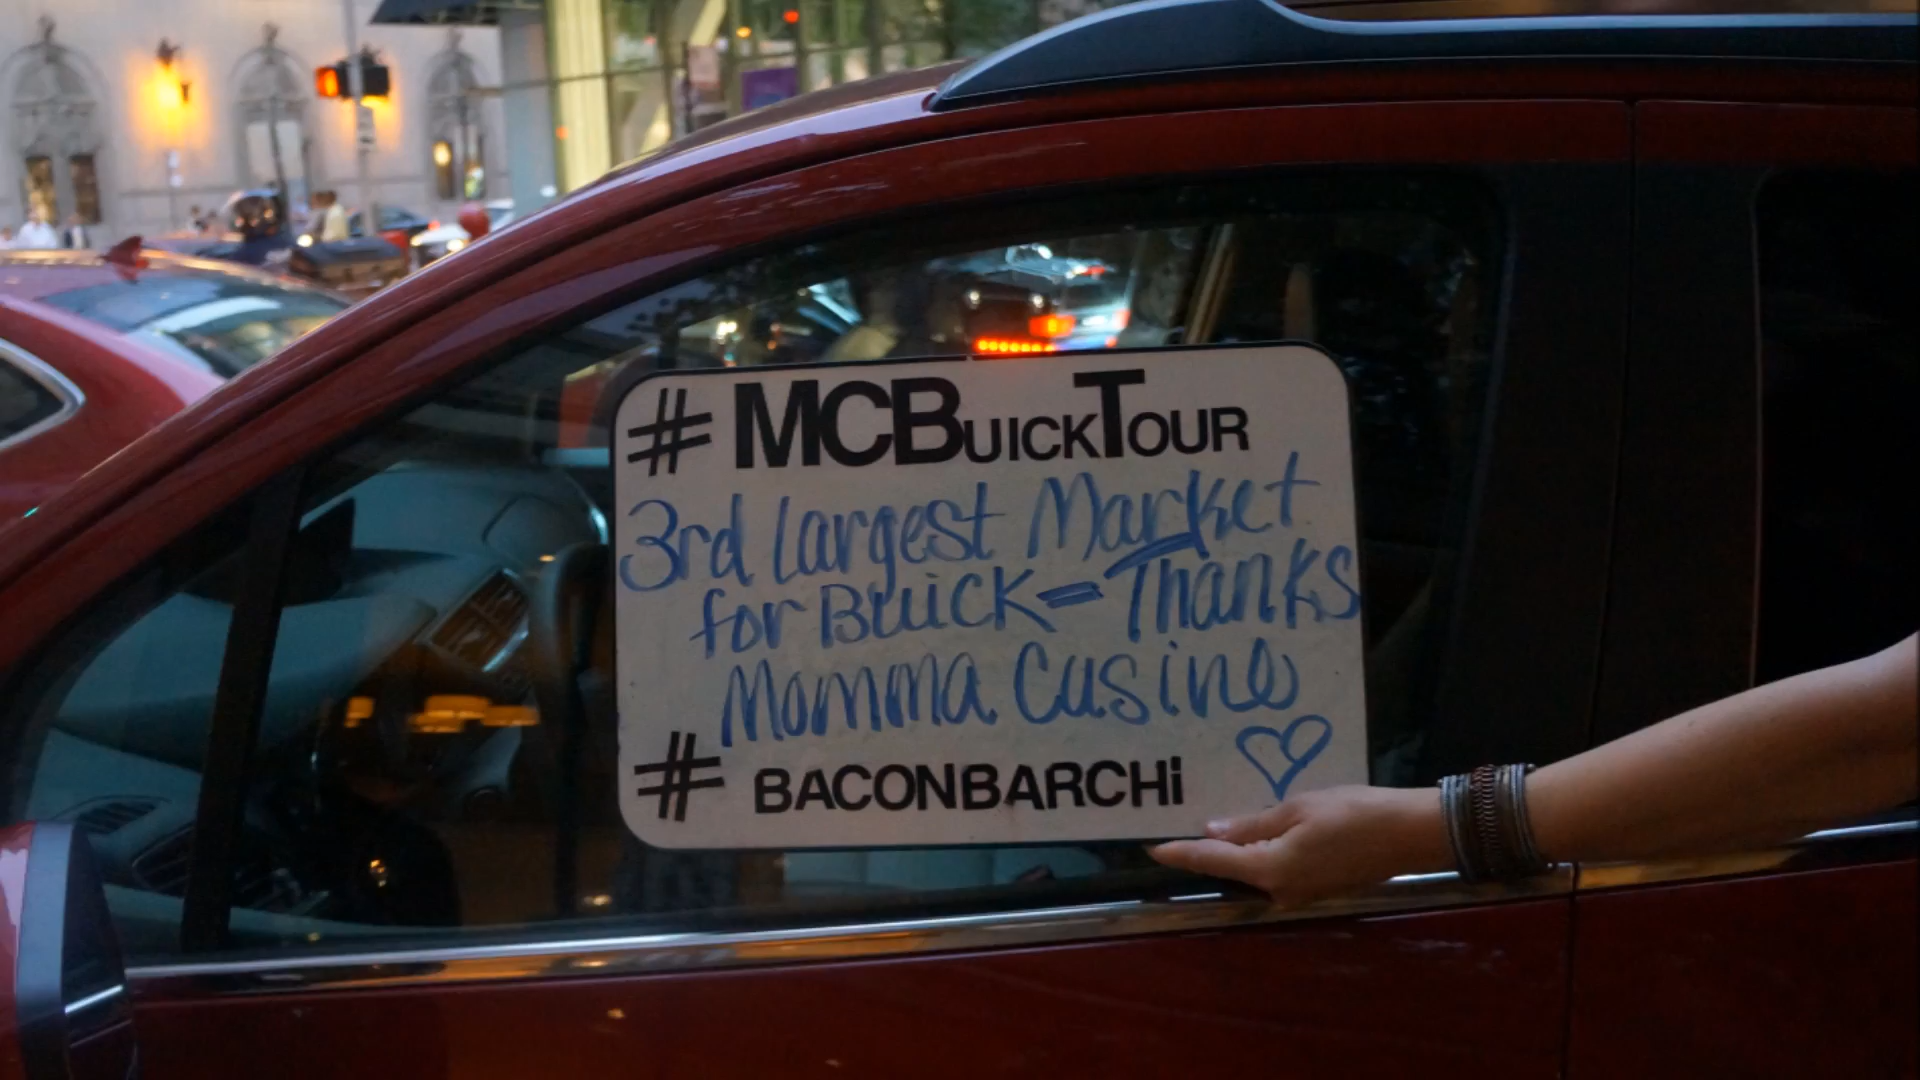 # MCBUICKTOUR
3rd largest Market
for Buick - Thanks
Momma Cusino
# BACONBARCHi